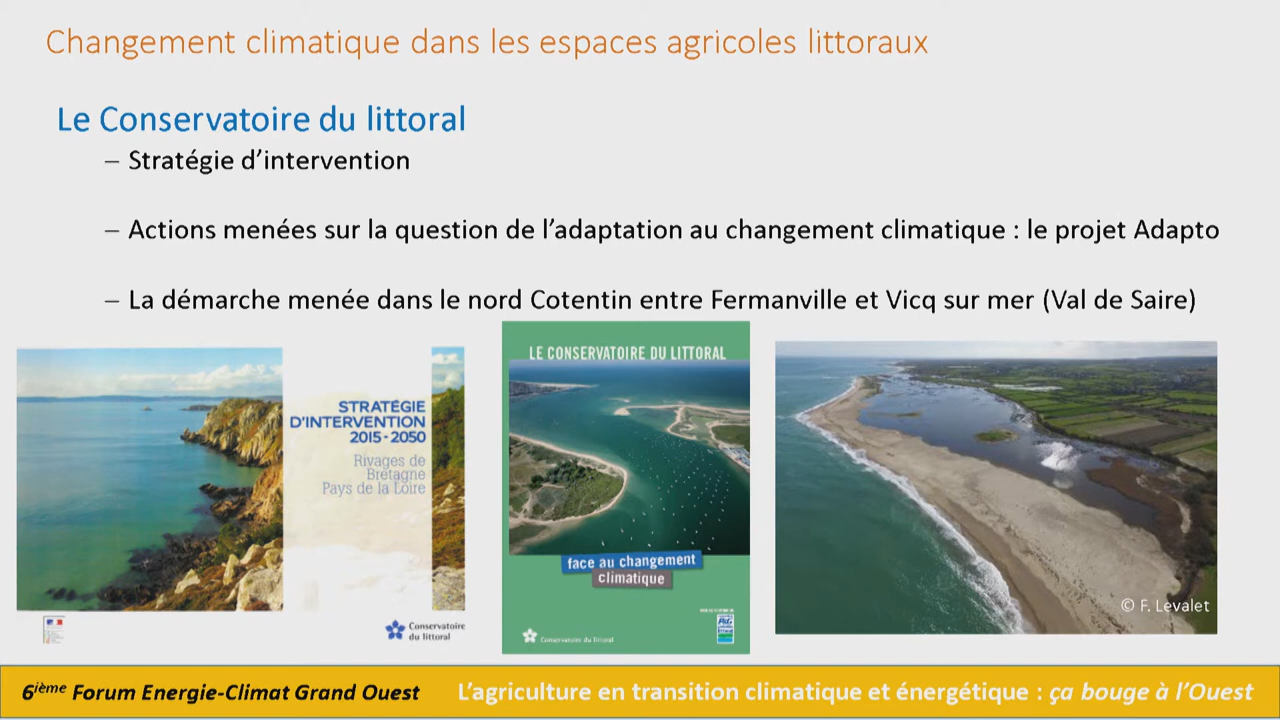 Changement climatique dans les espaces agricoles littoraux
Le Conservatoire du littoral
– Stratégie d’intervention
– Actions menées sur la question de l’adaptation au changement climatique : le projet Adapto
– La démarche menée dans le nord Cotentin entre Fermanville et Vicq sur mer (Val de Saire)
STRATÉGIE
D'INTERVENTION
2015 - 2050
Rivages de
Bretagne
Pays de la Loire
Conservatoire
du littoral
LE CONSERVATOIRE DU LITTORAL
face au changement
climatique
Conservatoire du littoral
© F. Levalet
6ième Forum Energie-Climat Grand Ouest
L’agriculture en transition climatique et énergétique : ça bouge à l’Ouest